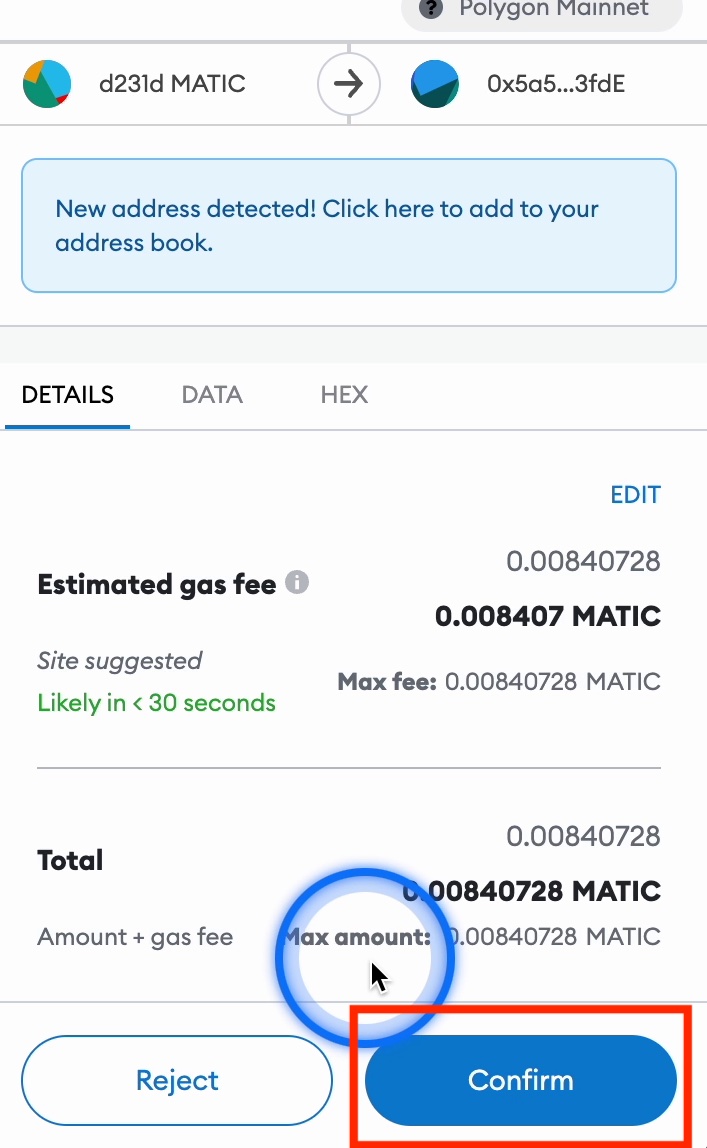 ? Polygon Mainnet
d231d MATIC
0x5a5...3fdE
New address detected! Click here to add to your
address book.
DETAILS DATA HEX
EDIT
0.00840728
Estimated gas fee i
0.008407 MATIC
Site suggested
Max fee: 0.00840728 MATIC
Likely in < 30 seconds
0.00840728
Total
0.00840728 MATIC
Amount + gas fee
Max amount: 0.00840728 MATIC
Reject
Confirm